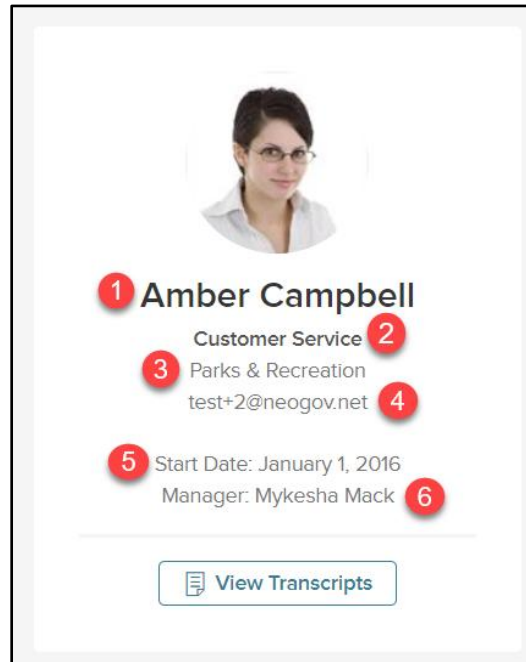 1 Amber Campbell
Customer Service 2
3 Parks & Recreation
test+2@neogov.net 4
5 Start Date: January 1, 2016
Manager: Mykesha Mack 6
View Transcripts